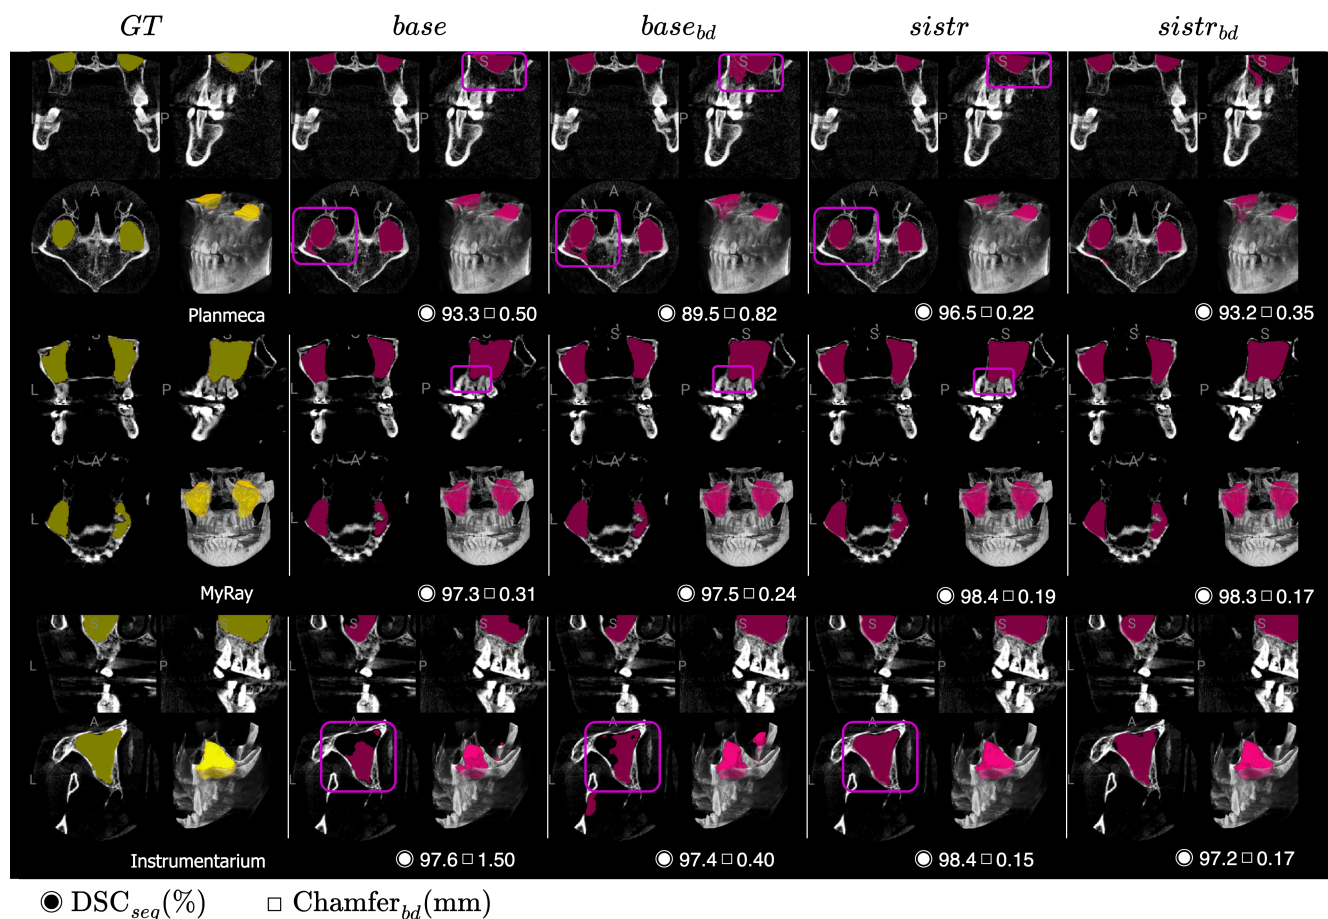 GT base base_bd sistr sistr_bd
S S S S
P
A A A A
L
Planmeca ◉ 93.3 □ 0.50 ◉ 89.5 □ 0.82 ◉ 96.5 □ 0.22 ◉ 93.2 □ 0.35
S S S S
L L P L P L P L
A A A A A
L L L L L
MyRay ◉ 97.3 □ 0.31 ◉ 97.5 □ 0.24 ◉ 98.4 □ 0.19 ◉ 98.3 □ 0.17
S S S S S
L P L L P L L P
A A A A A
L L L L L
Instrumentarium ◉ 97.6 □ 1.50 ◉ 97.4 □ 0.40 ◉ 98.4 □ 0.15 ◉ 97.2 □ 0.17
◉ DSC_seg(%) □ Chamfer_bd(mm)